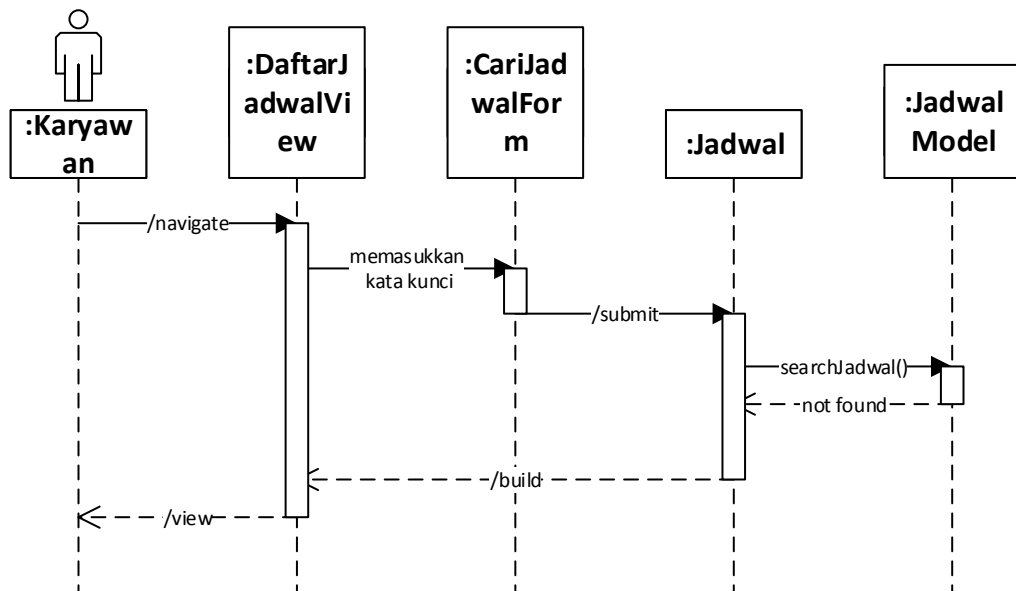 :Karyaw
an
:DaftarJ
adwalVi
ew
:CariJad
walFor
m
:Jadwal
:Jadwal
Model
/navigate
memasukkan
kata kunci
/submit
searchJadwal()
not found
/build
/view